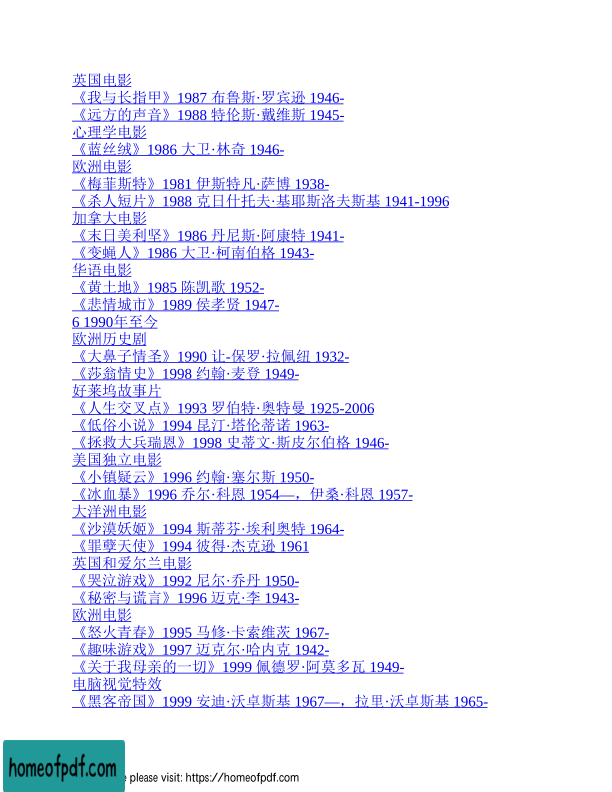 英国电影
《我与长指甲》1987 布鲁斯·罗宾逊 1946-
《远方的声音》1988 特伦斯·戴维斯 1945-
心理学电影
《蓝丝绒》1986 大卫·林奇 1946-
欧洲电影
《梅菲斯特》1981 伊斯特凡·萨博 1938-
《杀人短片》1988 克日什托夫·基耶斯洛夫斯基 1941-1996
加拿大电影
《末日美利坚》1986 丹尼斯·阿康特 1941-
《变蝇人》1986 大卫·柯南伯格 1943-
华语电影
《黄土地》1985 陈凯歌 1952-
《悲情城市》1989 侯孝贤 1947-
6 1990年至今
欧洲历史剧
《大鼻子情圣》1990 让-保罗·拉佩纽 1932-
《莎翁情史》1998 约翰·麦登 1949-
好莱坞故事片
《人生交叉点》1993 罗伯特·奥特曼 1925-2006
《低俗小说》1994 昆汀·塔伦蒂诺 1963-
《拯救大兵瑞恩》1998 史蒂文·斯皮尔伯格 1946-
美国独立电影
《小镇疑云》1996 约翰·塞尔斯 1950-
《冰血暴》1996 乔尔·科恩 1954—，伊桑·科恩 1957-
大洋洲电影
《沙漠妖姬》1994 斯蒂芬·埃利奥特 1964-
《罪孽天使》1994 彼得·杰克逊 1961
英国和爱尔兰电影
《哭泣游戏》1992 尼尔·乔丹 1950-
《秘密与谎言》1996 迈克·李 1943-
欧洲电影
《怒火青春》1995 马修·卡索维茨 1967-
《趣味游戏》1997 迈克尔·哈内克 1942-
《关于我母亲的一切》1999 佩德罗·阿莫多瓦 1949-
电脑视觉特效
《黑客帝国》1999 安迪·沃卓斯基 1967—，拉里·沃卓斯基 1965-
homeofpdf.com
e please visit: https://homeofpdf.com